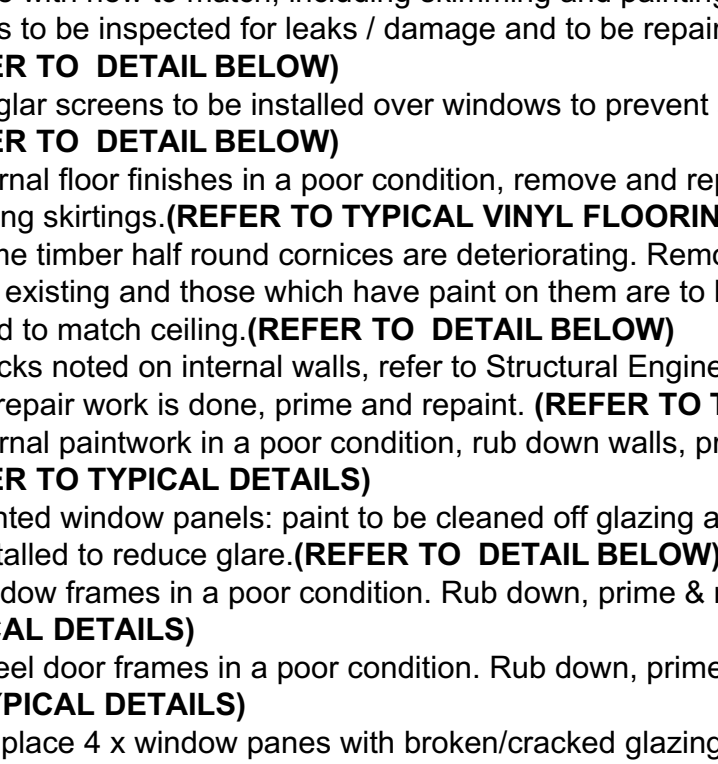 with new to match, including skimming and painting
s to be inspected for leaks / damage and to be repair
ER TO DETAIL BELOW)
glar screens to be installed over windows to prevent
ER TO DETAIL BELOW)
rnal floor finishes in a poor condition, remove and rep
ng skirtings.(REFER TO TYPICAL VINYL FLOORIN
me timber half round cornices are deteriorating. Remo
existing and those which have paint on them are to
d to match ceiling.(REFER TO DETAIL BELOW)
cks noted on internal walls, refer to Structural Engine
repair work is done, prime and repaint. (REFER TO T
rnal paintwork in a poor condition, rub down walls, pr
ER TO TYPICAL DETAILS)
nted window panels: paint to be cleaned off glazing a
talled to reduce glare.(REFER TO DETAIL BELOW)
dow frames in a poor condition. Rub down, prime & r
CAL DETAILS)
eel door frames in a poor condition. Rub down, prime
YPICAL DETAILS)
place 4 x window panes with broken/cracked glazing